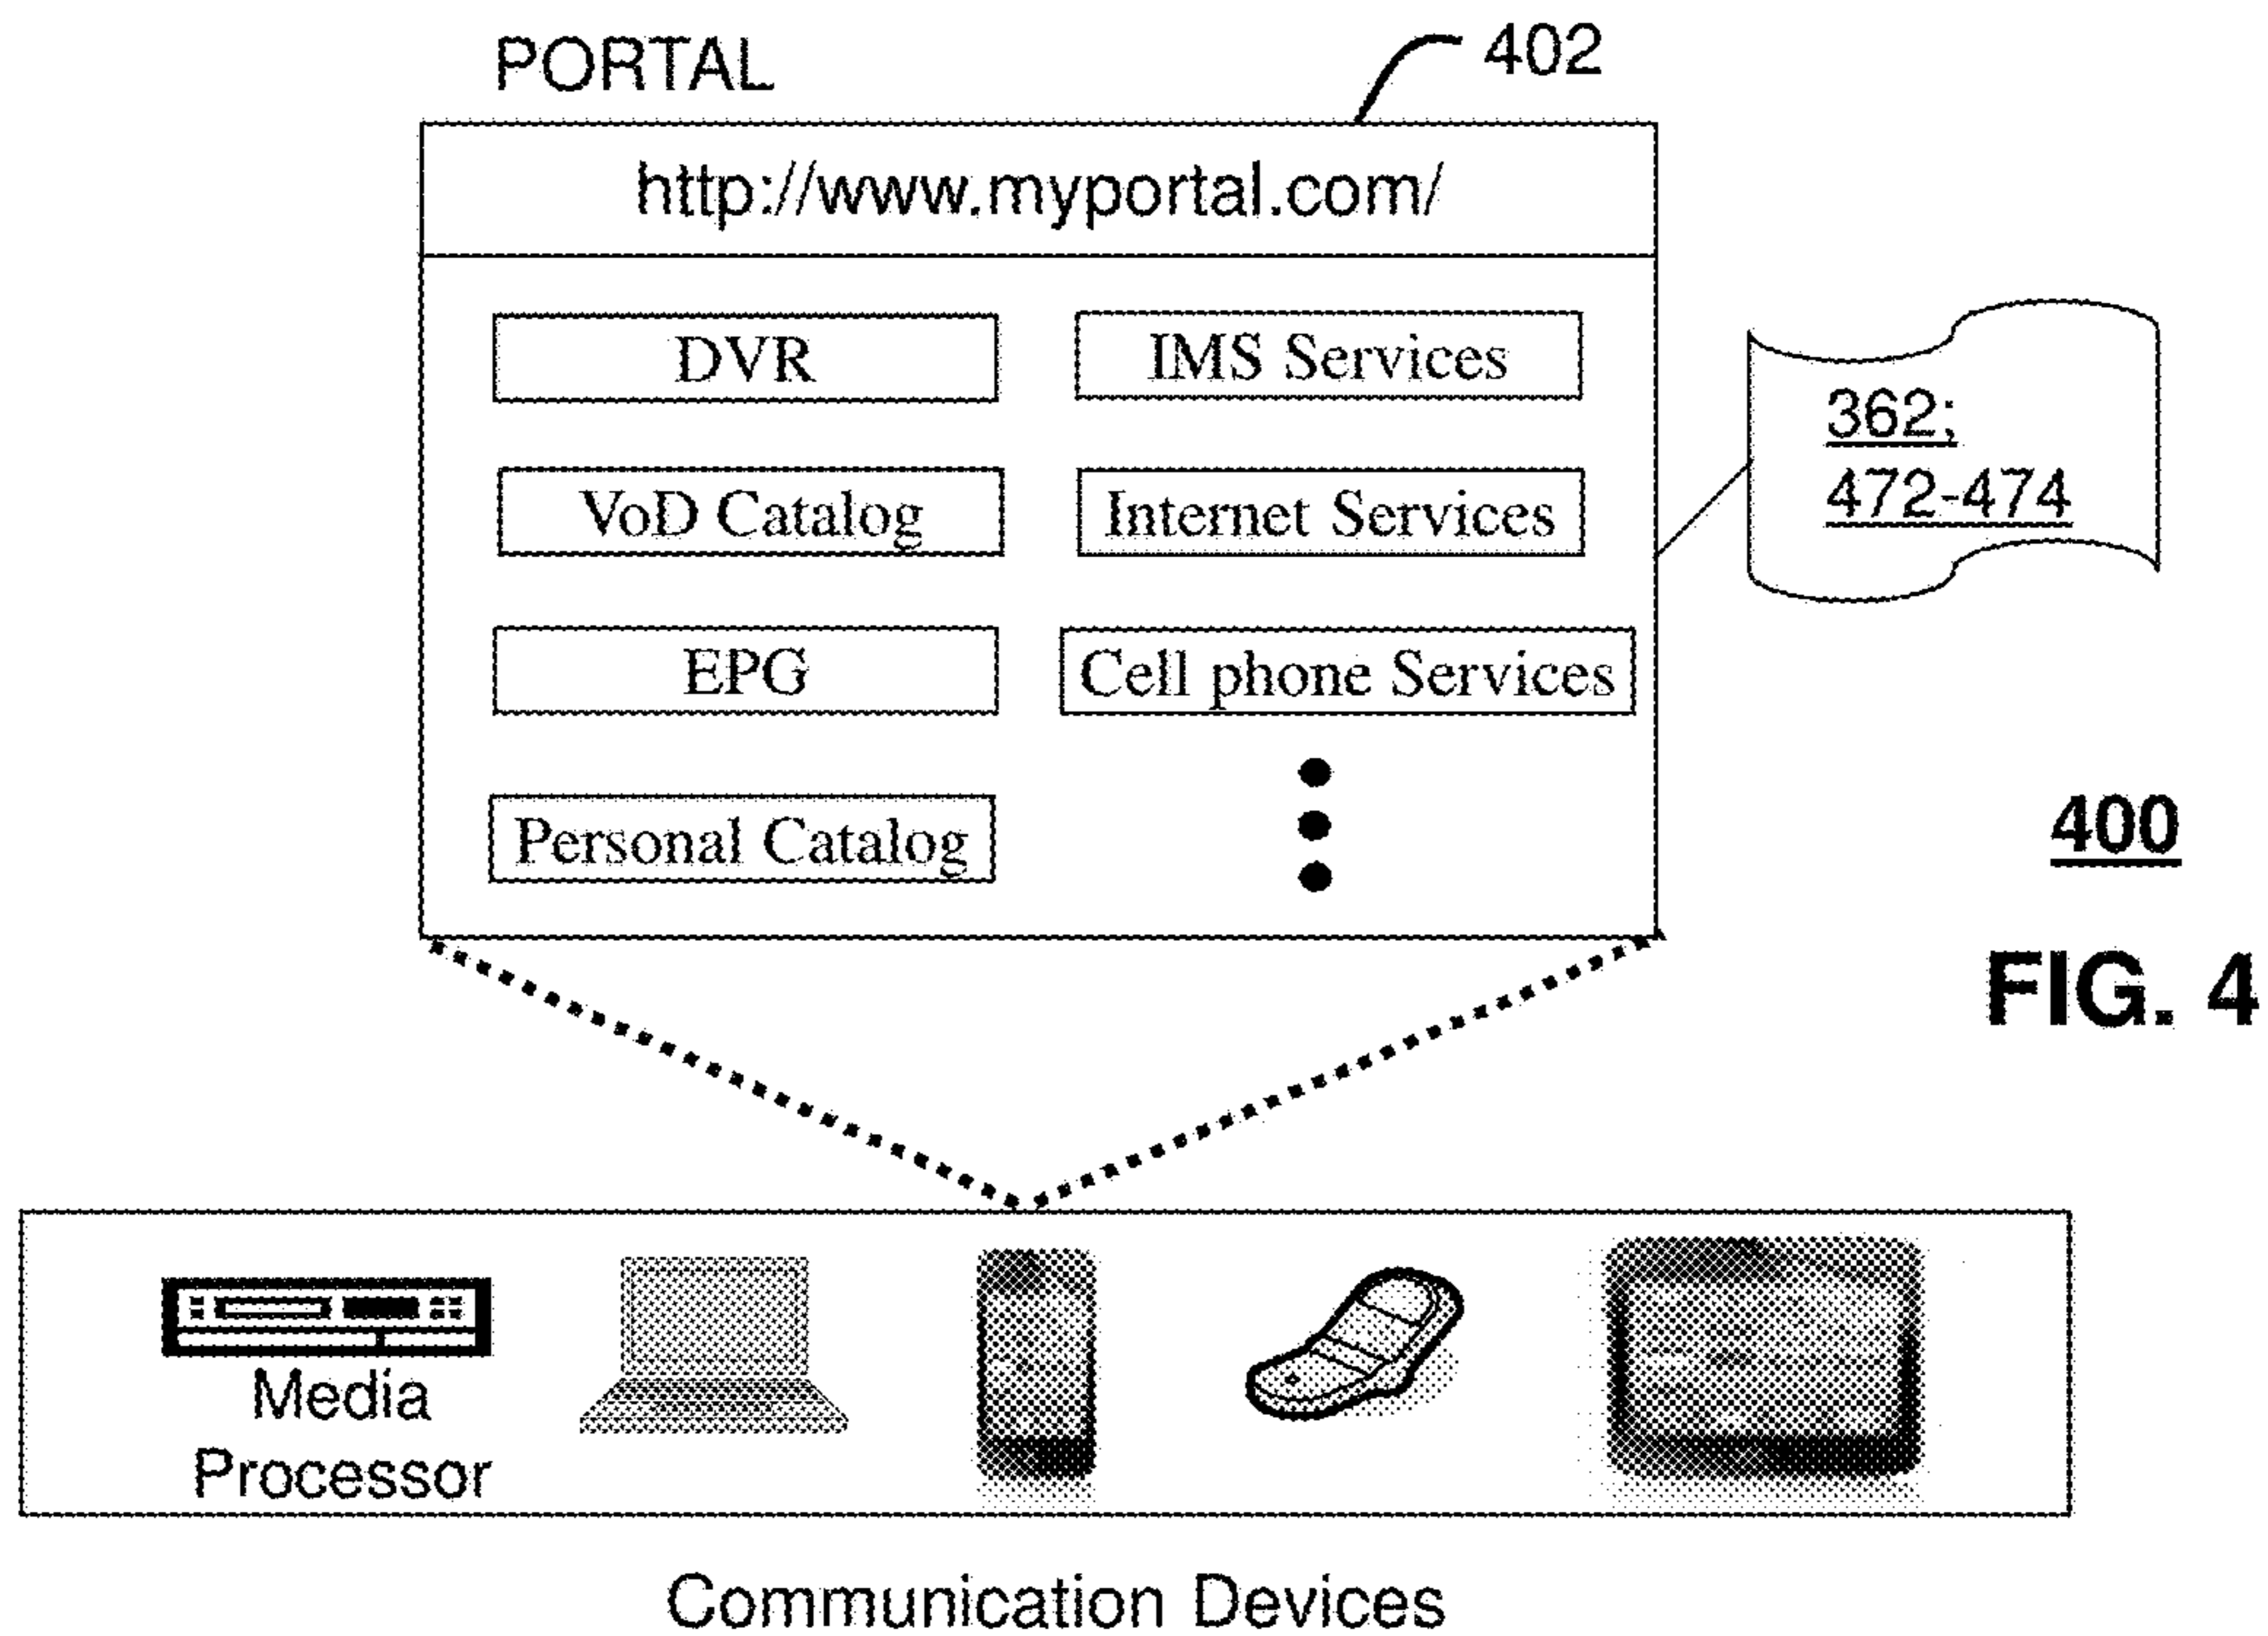 PORTAL
402
http://www.myportal.com/
DVR
IMS Services
VoD Catalog
Internet Services
EPG
Cell phone Services
Personal Catalog
362;
472-474
400
FIG. 4
Media
Processor
Communication Devices